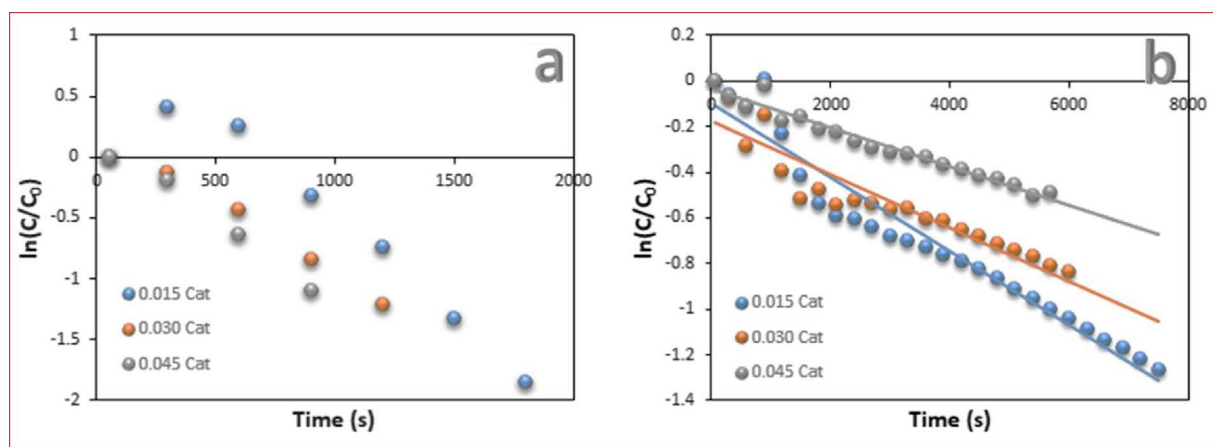 a
ln(C/C0)
1
0.5
0
-0.5
-1
-1.5
-2
0 500 1000 1500 2000
0.015 Cat
0.030 Cat
0.045 Cat
Time (s)
b
ln(C/C0)
0.2
0
-0.2
-0.4
-0.6
-0.8
-1
-1.2
-1.4
0 2000 4000 6000 8000
0.015 Cat
0.030 Cat
0.045 Cat
Time (s)